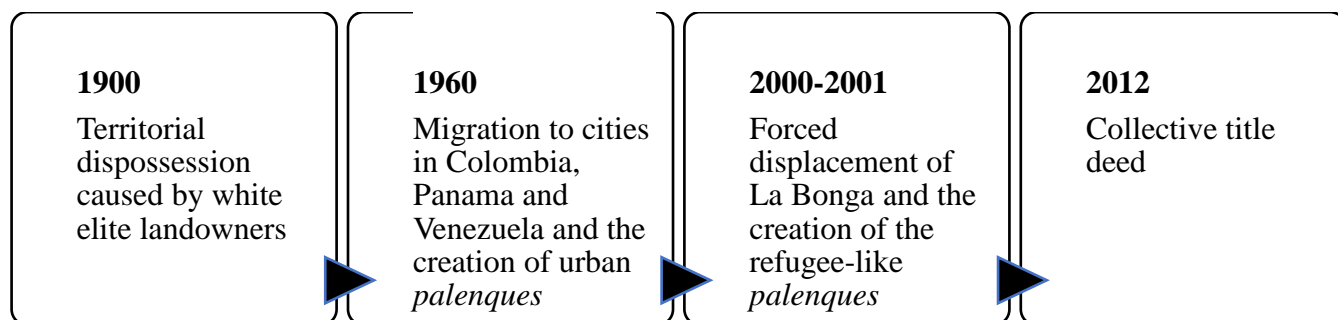 1900
Territorial
dispossession
caused by white
elite landowners
1960
Migration to cities
in Colombia,
Panama and
Venezuela and the
creation of urban
palenques
2000-2001
Forced
displacement of
La Bonga and the
creation of the
refugee-like
palenques
2012
Collective title
deed